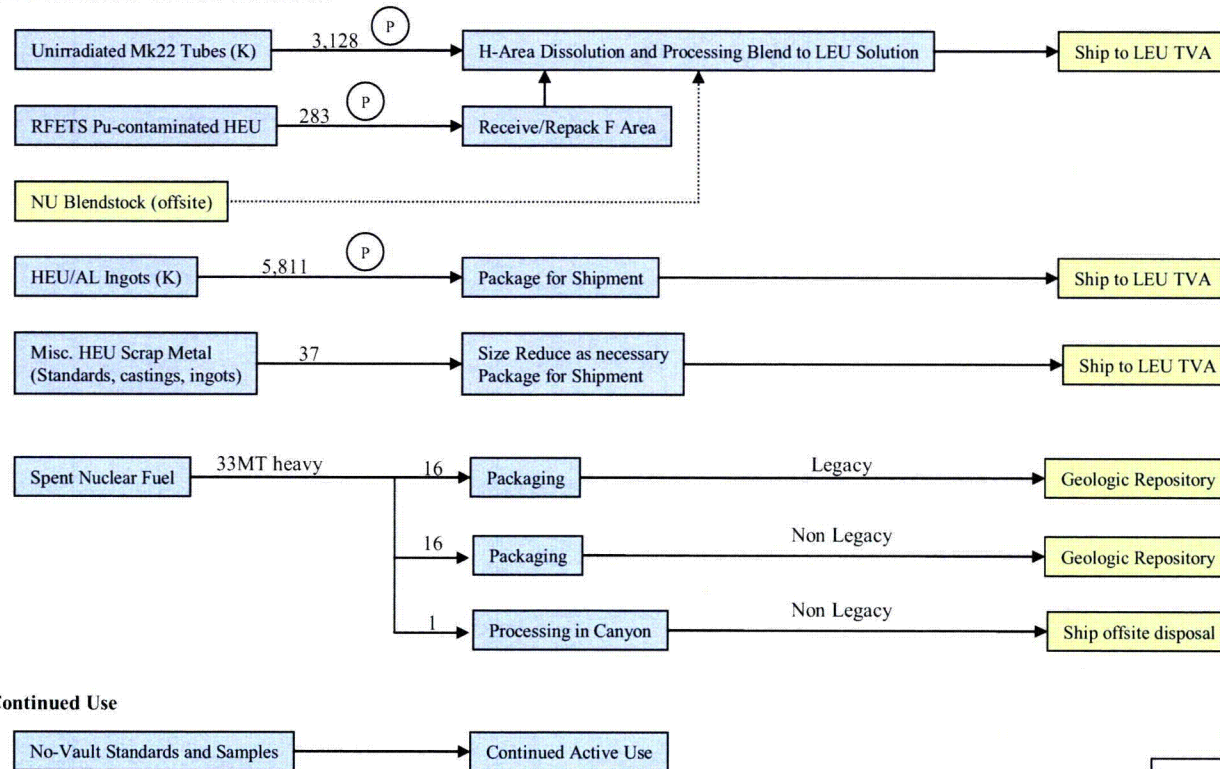 P
Unirradiated Mk22 Tubes (K)
3,128
H-Area Dissolution and Processing Blend to LEU Solution
Ship to LEU TVA
P
RFETS Pu-contaminated HEU
283
Receive/Repack F Area
NU Blendstock (offsite)
P
HEU/AL Ingots (K)
5,811
Package for Shipment
Ship to LEU TVA
Misc. HEU Scrap Metal
(Standards, castings, ingots)
37
Size Reduce as necessary
Package for Shipment
Ship to LEU TVA
Spent Nuclear Fuel
33MT heavy
16
Packaging
Legacy
Geologic Repository
16
Packaging
Non Legacy
Geologic Repository
1
Processing in Canyon
Non Legacy
Ship offsite disposal
Continued Use
No-Vault Standards and Samples
Continued Active Use